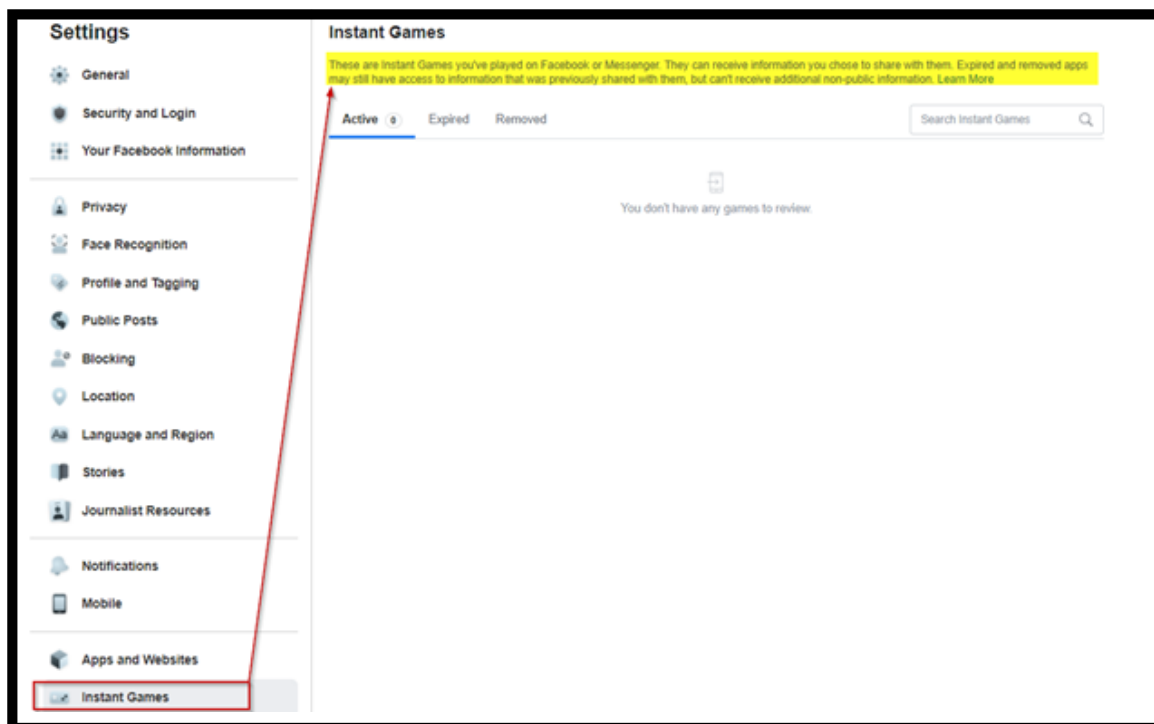 Settings
General
Security and Login
Your Facebook Information
Privacy
Face Recognition
Profile and Tagging
Public Posts
Blocking
Location
Aa Language and Region
Stories
Journalist Resources
Notifications
Mobile
Apps and Websites
Instant Games
Instant Games
These are Instant Games you've played on Facebook or Messenger. They can receive information you chose to share with them. Expired and removed apps
may still have access to information that was previously shared with them, but can't receive additional non-public information. Learn More
Active 0 Expired Removed Search Instant Games
You don't have any games to review.